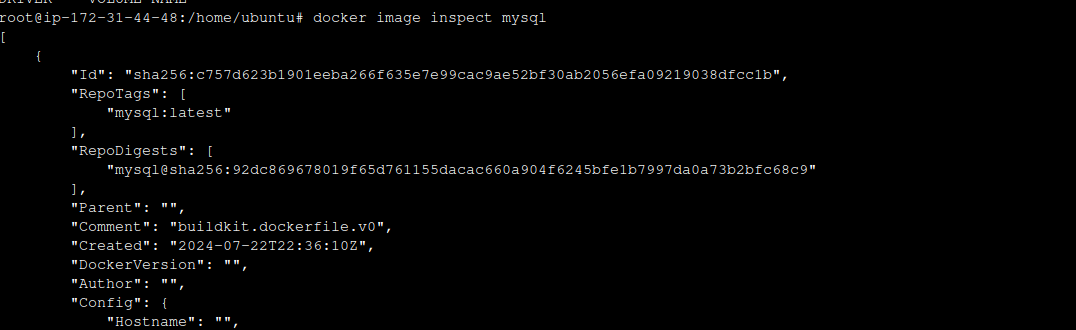 DRIVER    VOLUME NAME
root@ip-172-31-44-48:/home/ubuntu# docker image inspect mysql
[
    {
        "Id": "sha256:c757d623b1901eeba266f635e7e99cac9ae52bf30ab2056efa09219038dfcc1b",
        "RepoTags": [
            "mysql:latest"
        ],
        "RepoDigests": [
            "mysql@sha256:92dc869678019f65d761155dacac660a904f6245bfe1b7997da0a73b2bfc68c9"
        ],
        "Parent": "",
        "Comment": "buildkit.dockerfile.v0",
        "Created": "2024-07-22T22:36:10Z",
        "DockerVersion": "",
        "Author": "",
        "Config": {
            "Hostname": "",